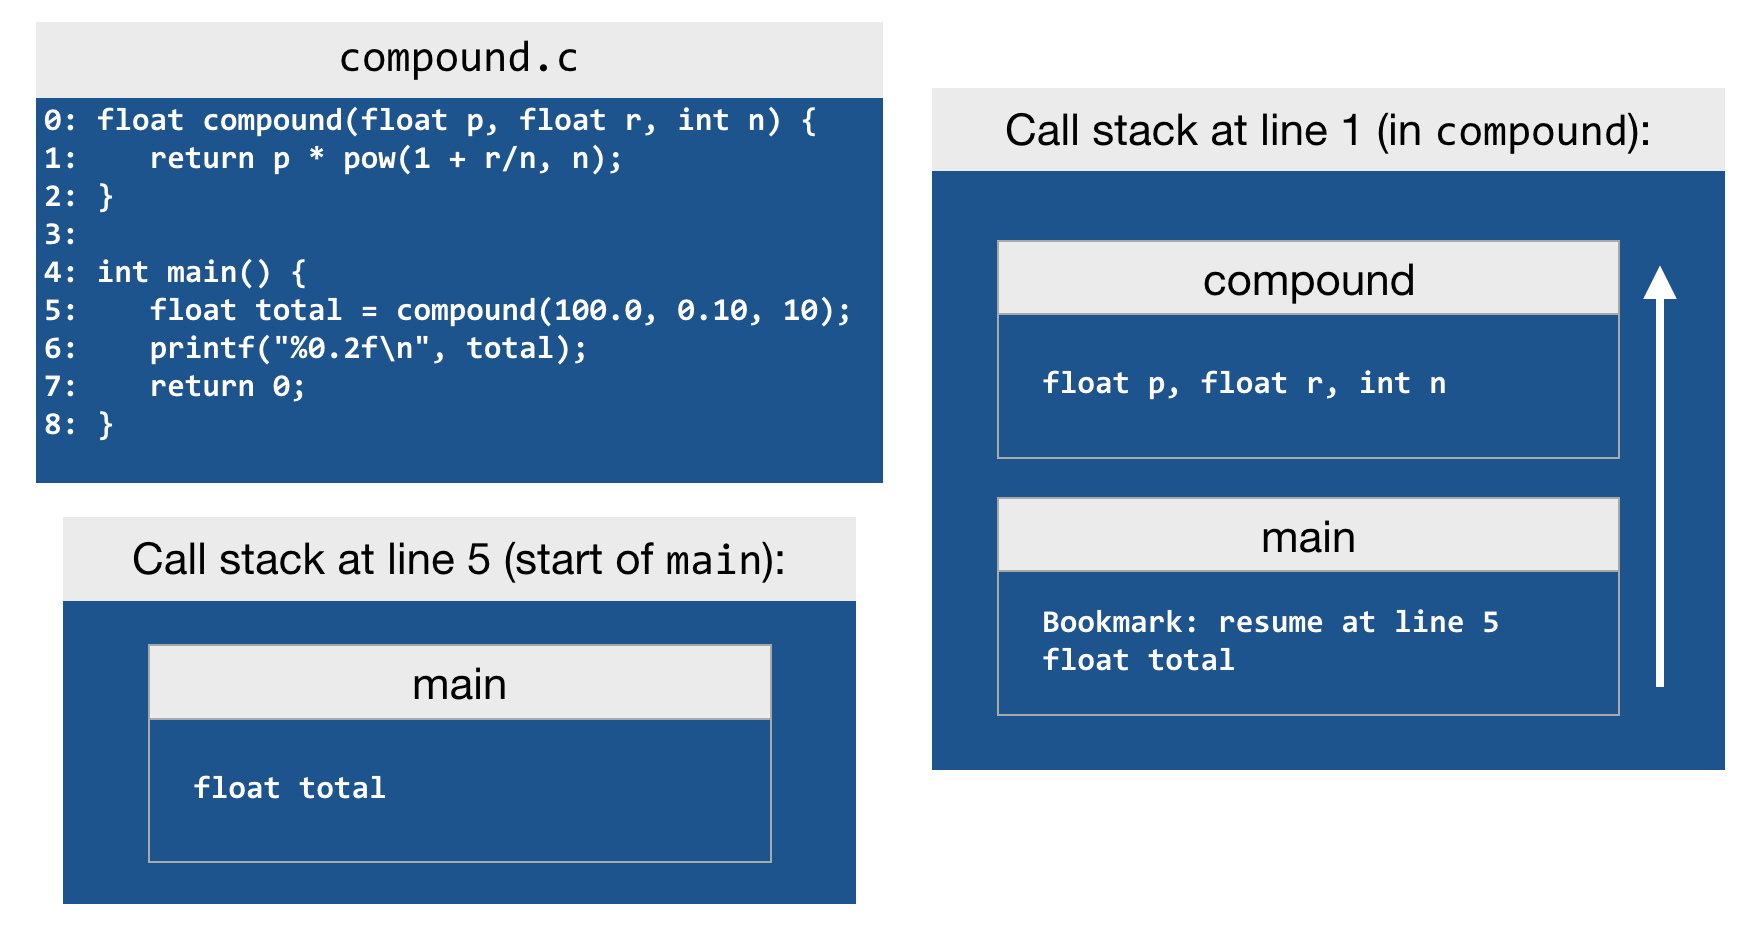 compound.c
0: float compound(float p, float r, int n) {
1:    return p * pow(1 + r/n, n);
2: }
3:
4: int main() {
5:    float total = compound(100.0, 0.10, 10);
6:    printf("%0.2f\n", total);
7:    return 0;
8: }
Call stack at line 5 (start of main):
main
float total
Call stack at line 1 (in compound):
compound
float p, float r, int n
main
Bookmark: resume at line 5
float total